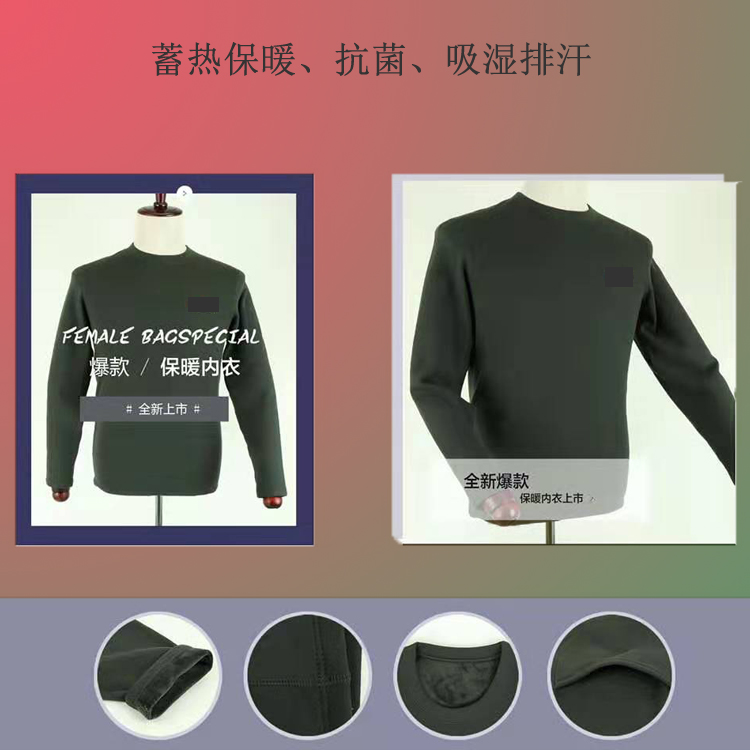 蓄热保暖、抗菌、吸湿排汗
FEMALE BAGSPECIAL
爆款 / 保暖内衣
# 全新上市 #
全新爆款
保暖内衣上市